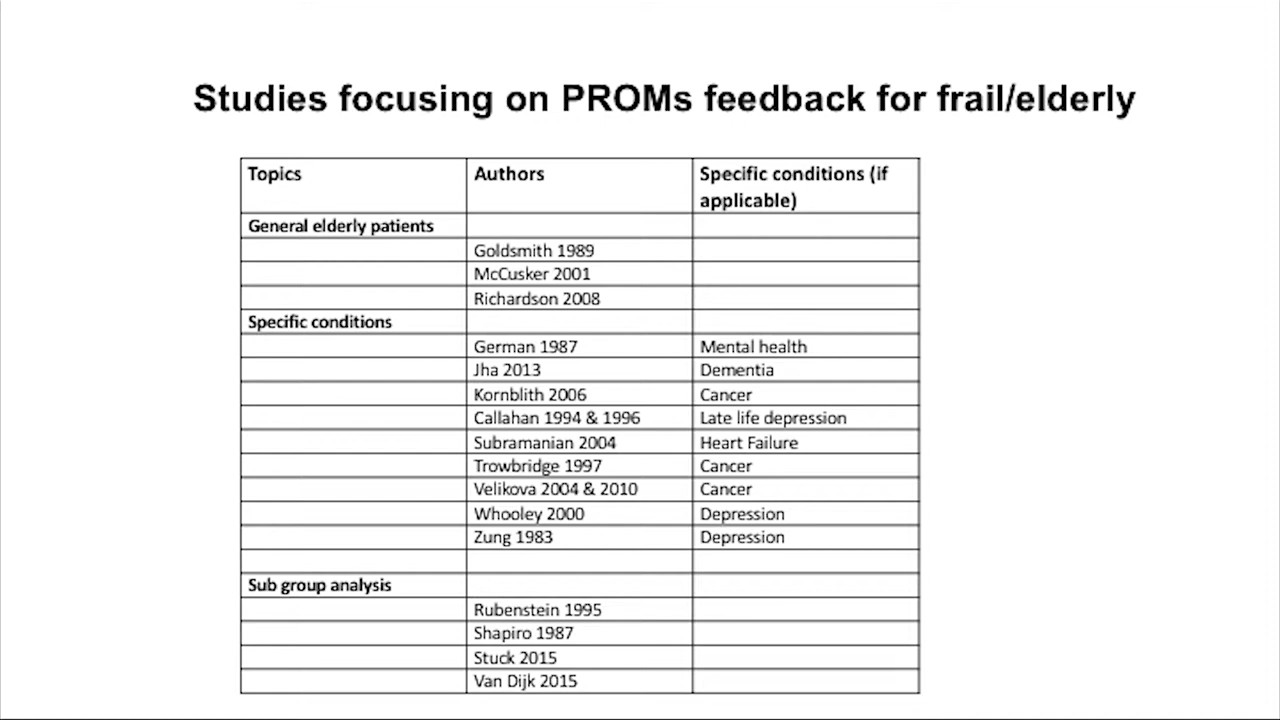 Studies focusing on PROMs feedback for frail/elderly
Topics Authors Specific conditions (if
applicable)
General elderly patients
Goldsmith 1989
McCusker 2001
Richardson 2008
Specific conditions
German 1987 Mental health
Jha 2013 Dementia
Kornblith 2006 Cancer
Callahan 1994 & 1996 Late life depression
Subramanian 2004 Heart Failure
Trowbridge 1997 Cancer
Velikova 2004 & 2010 Cancer
Whooley 2000 Depression
Zung 1983 Depression
Sub group analysis
Rubenstein 1995
Shapiro 1987
Stuck 2015
Van Dijk 2015